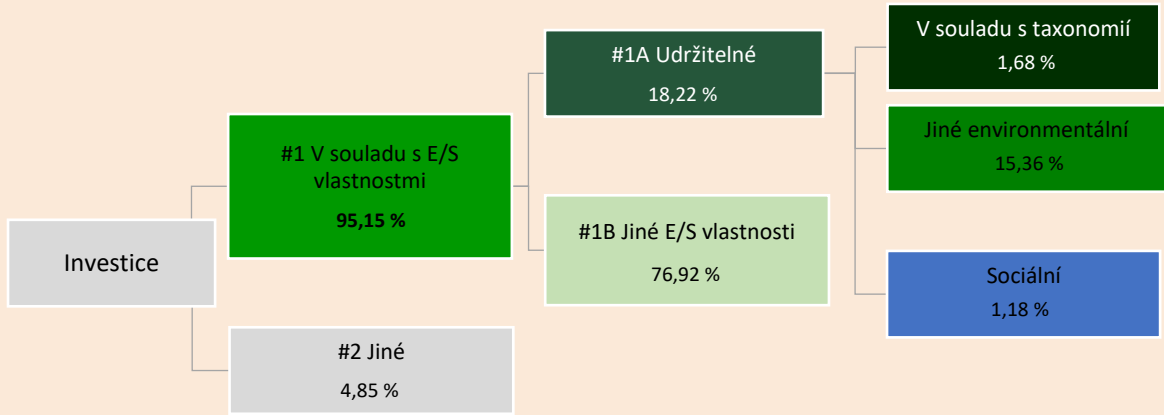 Investice
#1 V souladu s E/S
vlastnostmi
95,15 %
#2 Jiné
4,85 %
#1A Udržitelné
18,22 %
#1B Jiné E/S vlastnosti
76,92 %
V souladu s taxonomií
1,68 %
Jiné environmentální
15,36 %
Sociální
1,18 %